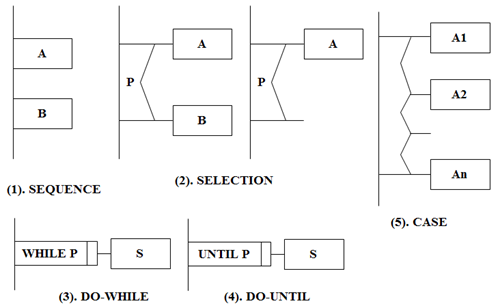 A
B
(1). SEQUENCE
A
P
B
A
P
(2). SELECTION
A1
A2
An
(5). CASE
WHILE P
S
(3). DO-WHILE
UNTIL P
S
(4). DO-UNTIL